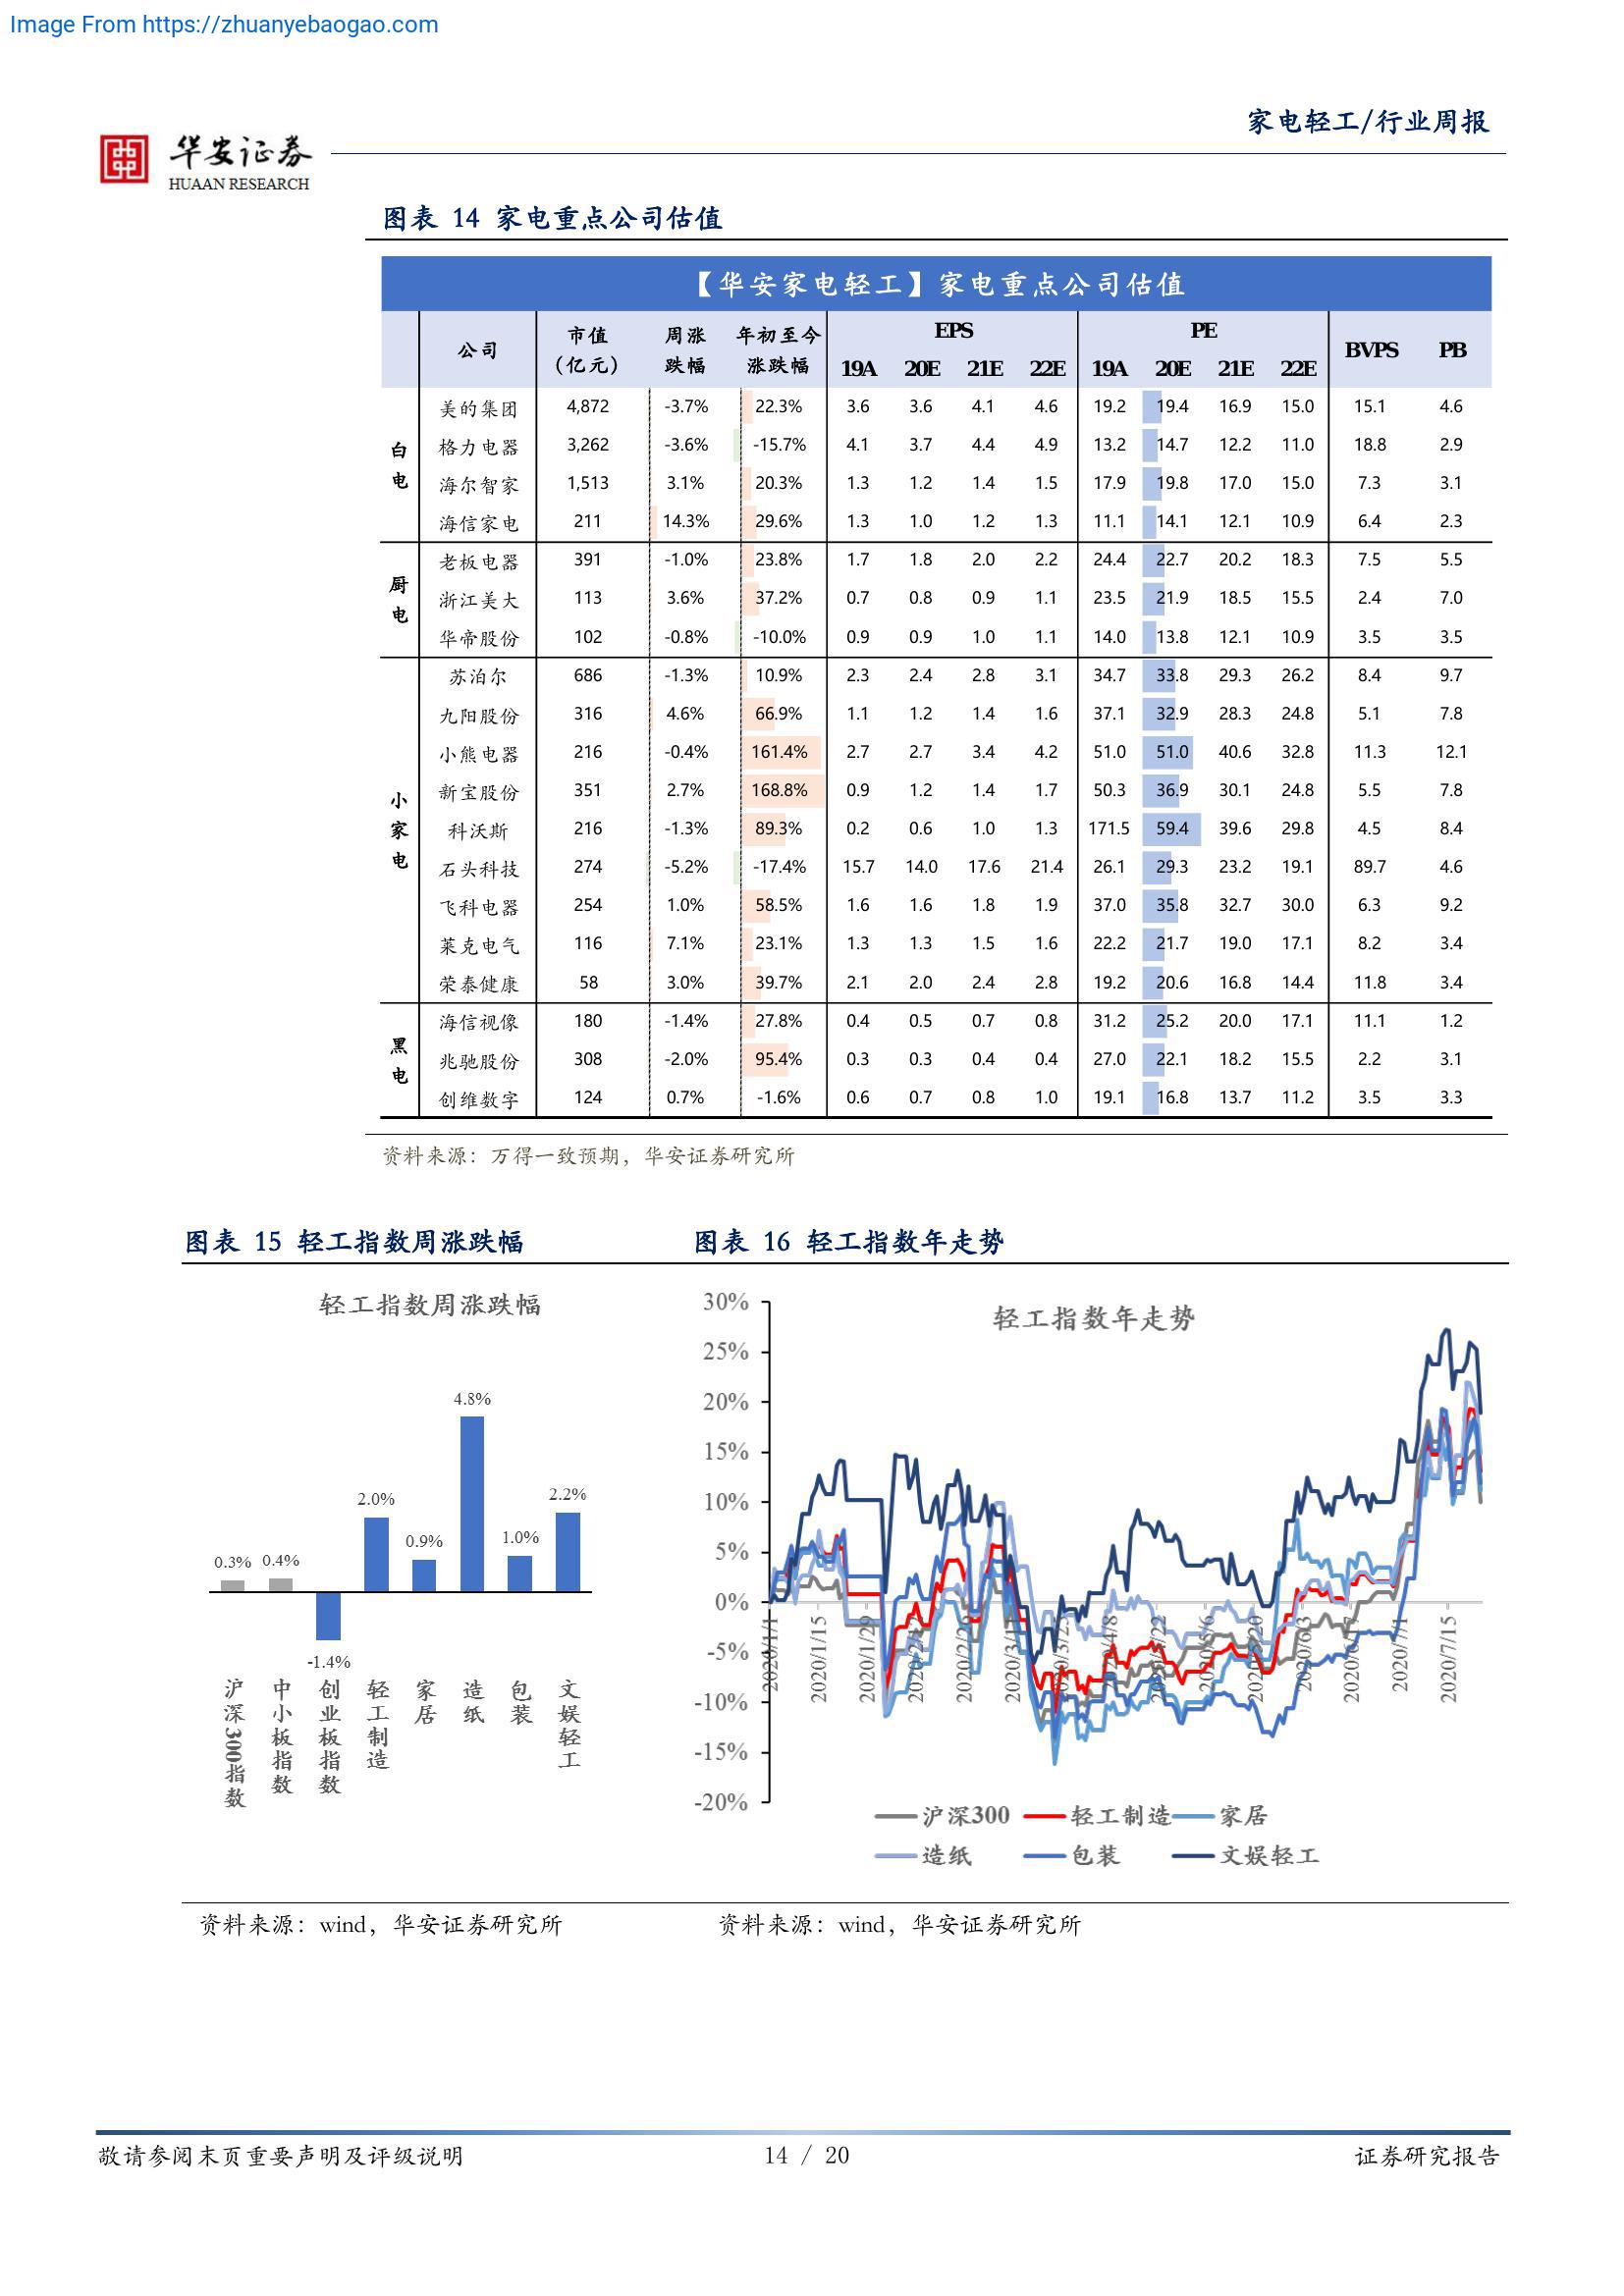 Image From https://zhuanyebaogao.com
家电轻工/行业周报
华安证券
HUAAN RESEARCH
图表 14 家电重点公司估值
【华安家电轻工】家电重点公司估值
公司 市值(亿元) 周涨跌幅 年初至今涨跌幅 EPS PE BVPS PB
19A 20E 21E 22E 19A 20E 21E 22E
白电
美的集团 4,872 -3.7% 22.3% 3.6 3.6 4.1 4.6 19.2 19.4 16.9 15.0 15.1 4.6
格力电器 3,262 -3.6% -15.7% 4.1 3.7 4.4 4.9 13.2 14.7 12.2 11.0 18.8 2.9
海尔智家 1,513 3.1% 20.3% 1.3 1.2 1.4 1.5 17.9 19.8 17.0 15.0 7.3 3.1
海信家电 211 14.3% 29.6% 1.3 1.0 1.2 1.3 11.1 14.1 12.1 10.9 6.4 2.3
厨电
老板电器 391 -1.0% 23.8% 1.7 1.8 2.0 2.2 24.4 22.7 20.2 18.3 7.5 5.5
浙江美大 113 3.6% 37.2% 0.7 0.8 0.9 1.1 23.5 21.9 18.5 15.5 2.4 7.0
华帝股份 102 -0.8% -10.0% 0.9 0.9 1.0 1.1 14.0 13.8 12.1 10.9 3.5 3.5
小家电
苏泊尔 686 -1.3% 10.9% 2.3 2.4 2.8 3.1 34.7 33.8 29.3 26.2 8.4 9.7
九阳股份 316 4.6% 66.9% 1.1 1.2 1.4 1.6 37.1 32.9 28.3 24.8 5.1 7.8
小熊电器 216 -0.4% 161.4% 2.7 2.7 3.4 4.2 51.0 51.0 40.6 32.8 11.3 12.1
新宝股份 351 2.7% 168.8% 0.9 1.2 1.4 1.7 50.3 36.9 30.1 24.8 5.5 7.8
科沃斯 216 -1.3% 89.3% 0.2 0.6 1.0 1.3 171.5 59.4 39.6 29.8 4.5 8.4
石头科技 274 -5.2% -17.4% 15.7 14.0 17.6 21.4 26.1 29.3 23.2 19.1 89.7 4.6
飞科电器 254 1.0% 58.5% 1.6 1.6 1.8 1.9 37.0 35.8 32.7 30.0 6.3 9.2
莱克电气 116 7.1% 23.1% 1.3 1.3 1.5 1.6 22.2 21.7 19.0 17.1 8.2 3.4
荣泰健康 58 3.0% 39.7% 2.1 2.0 2.4 2.8 19.2 20.6 16.8 14.4 11.8 3.4
黑电
海信视像 180 -1.4% 27.8% 0.4 0.5 0.7 0.8 31.2 25.2 20.0 17.1 11.1 1.2
兆驰股份 308 -2.0% 95.4% 0.3 0.3 0.4 0.4 27.0 22.1 18.2 15.5 2.2 3.1
创维数字 124 0.7% -1.6% 0.6 0.7 0.8 1.0 19.1 16.8 13.7 11.2 3.5 3.3
资料来源：万得一致预期，华安证券研究所
图表 15 轻工指数周涨跌幅
轻工指数周涨跌幅
0.3% 0.4% -1.4% 2.0% 0.9% 4.8% 1.0% 2.2%
沪深300指数
中小板指数
创业板指数
轻工制造
家居
造纸
包装
文娱轻工
资料来源：wind，华安证券研究所
图表 16 轻工指数年走势
轻工指数年走势
30%
25%
20%
15%
10%
5%
0%
-5%
-10%
-15%
-20%
2020/1/1
2020/1/15
2020/1/29
2020/2/12
2020/2/26
2020/3/11
2020/3/25
2020/4/8
2020/4/22
2020/5/6
2020/5/20
2020/6/3
2020/6/17
2020/7/1
2020/7/15
沪深300 轻工制造 家居
造纸 包装 文娱轻工
资料来源：wind，华安证券研究所
敬请参阅末页重要声明及评级说明
14 / 20
证券研究报告